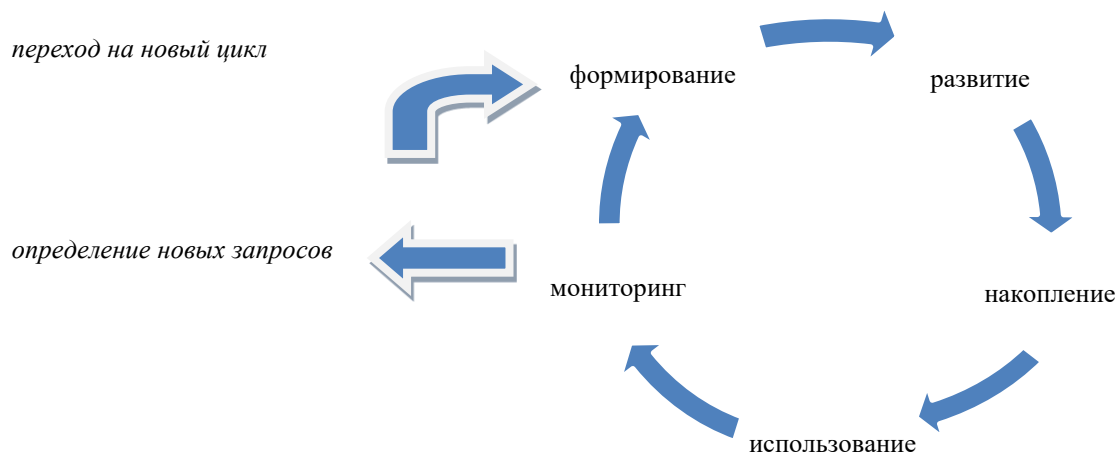 переход на новый цикл
формирование
развитие
определение новых запросов
мониторинг
накопление
использование